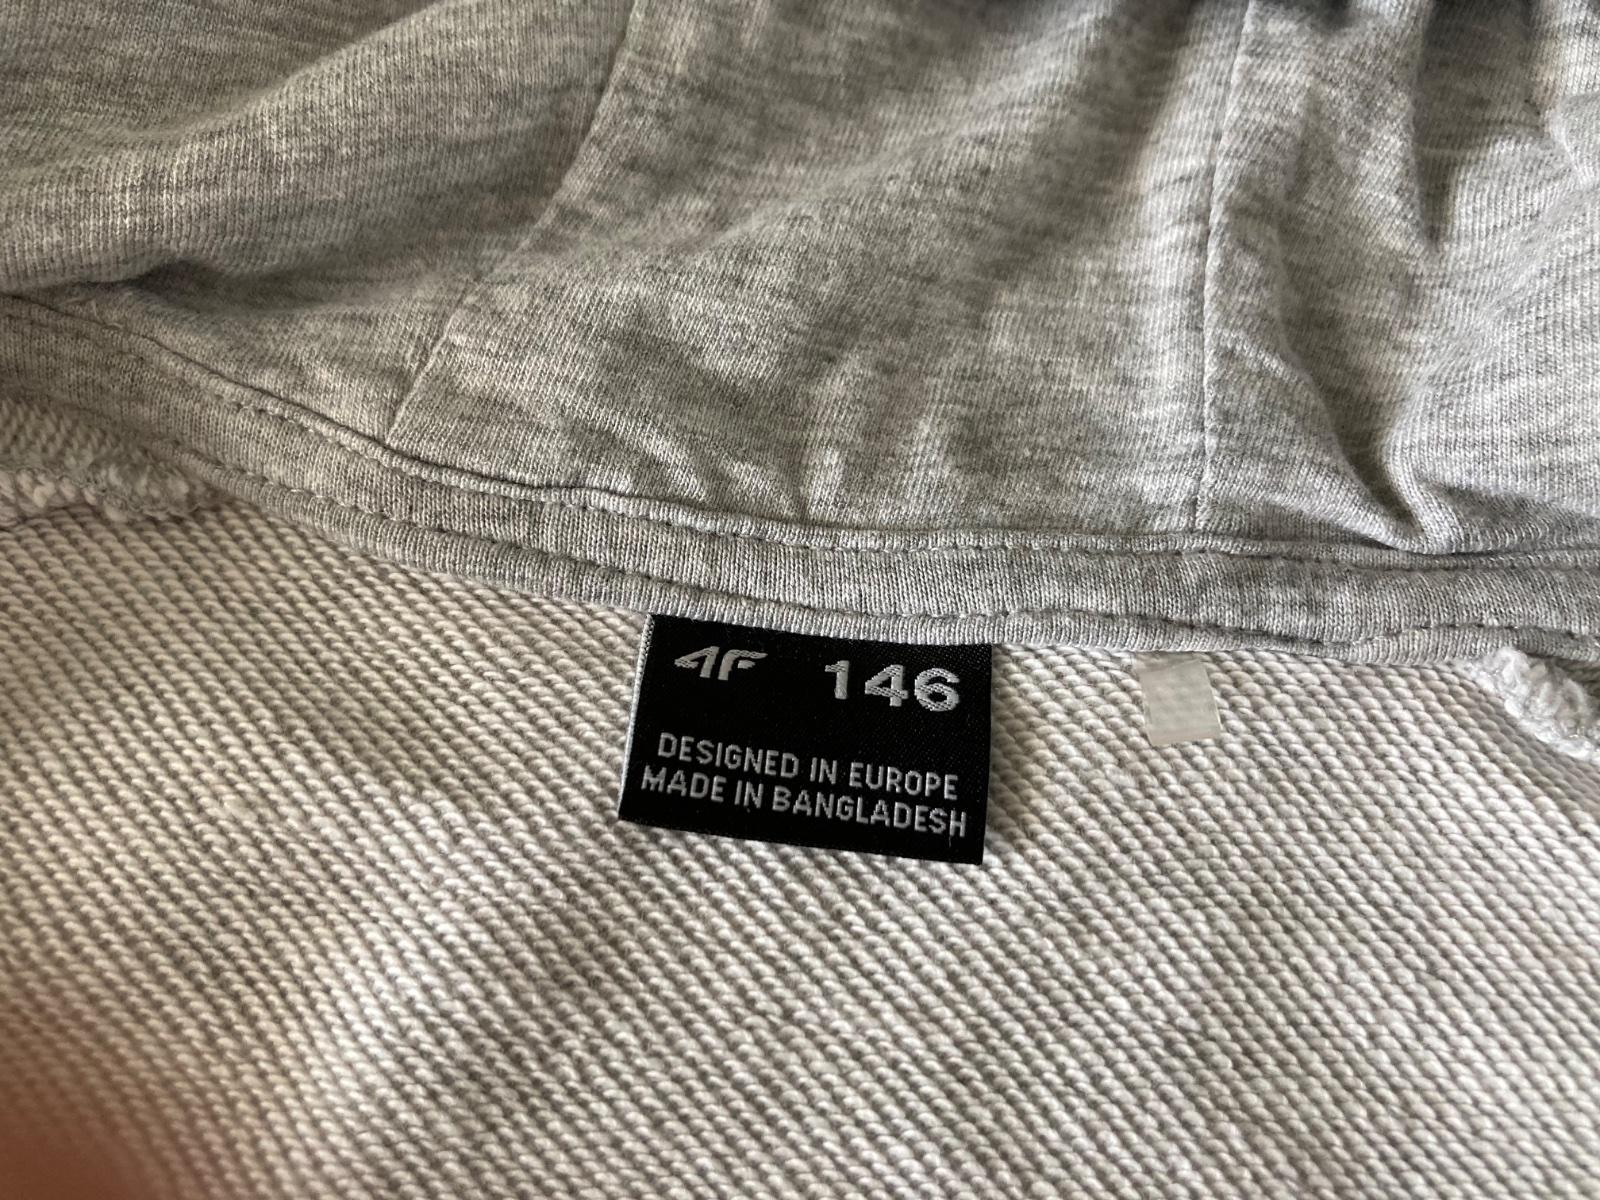 4F 146
DESIGNED IN EUROPE
MADE IN BANGLADESH